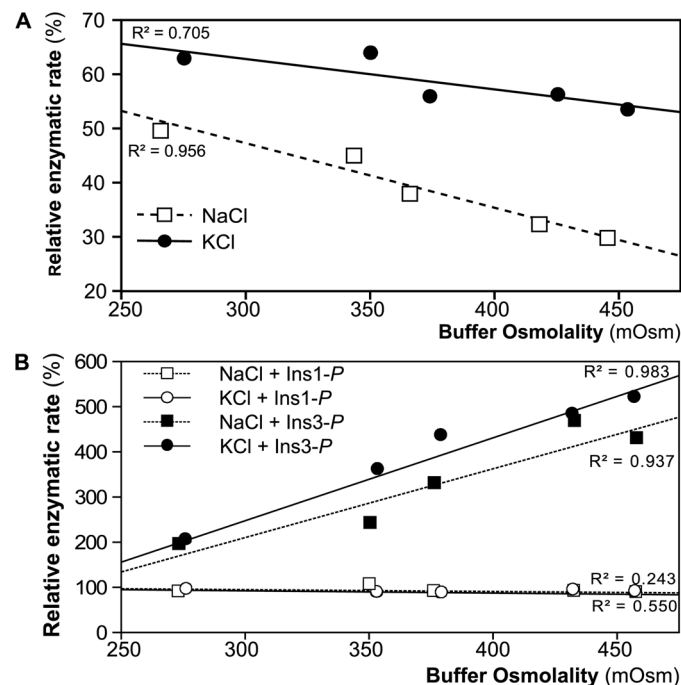 A
Relative enzymatic rate (%)
70
60
50
40
30
20
R² = 0.705
R² = 0.956
NaCl
KCl
250 300 350 400 450
Buffer Osmolality (mOsm)
B
Relative enzymatic rate (%)
600
500
400
300
200
100
0
NaCl + Ins1-P
KCl + Ins1-P
NaCl + Ins3-P
KCl + Ins3-P
R² = 0.983
R² = 0.937
R² = 0.243
R² = 0.550
250 300 350 400 450
Buffer Osmolality (mOsm)